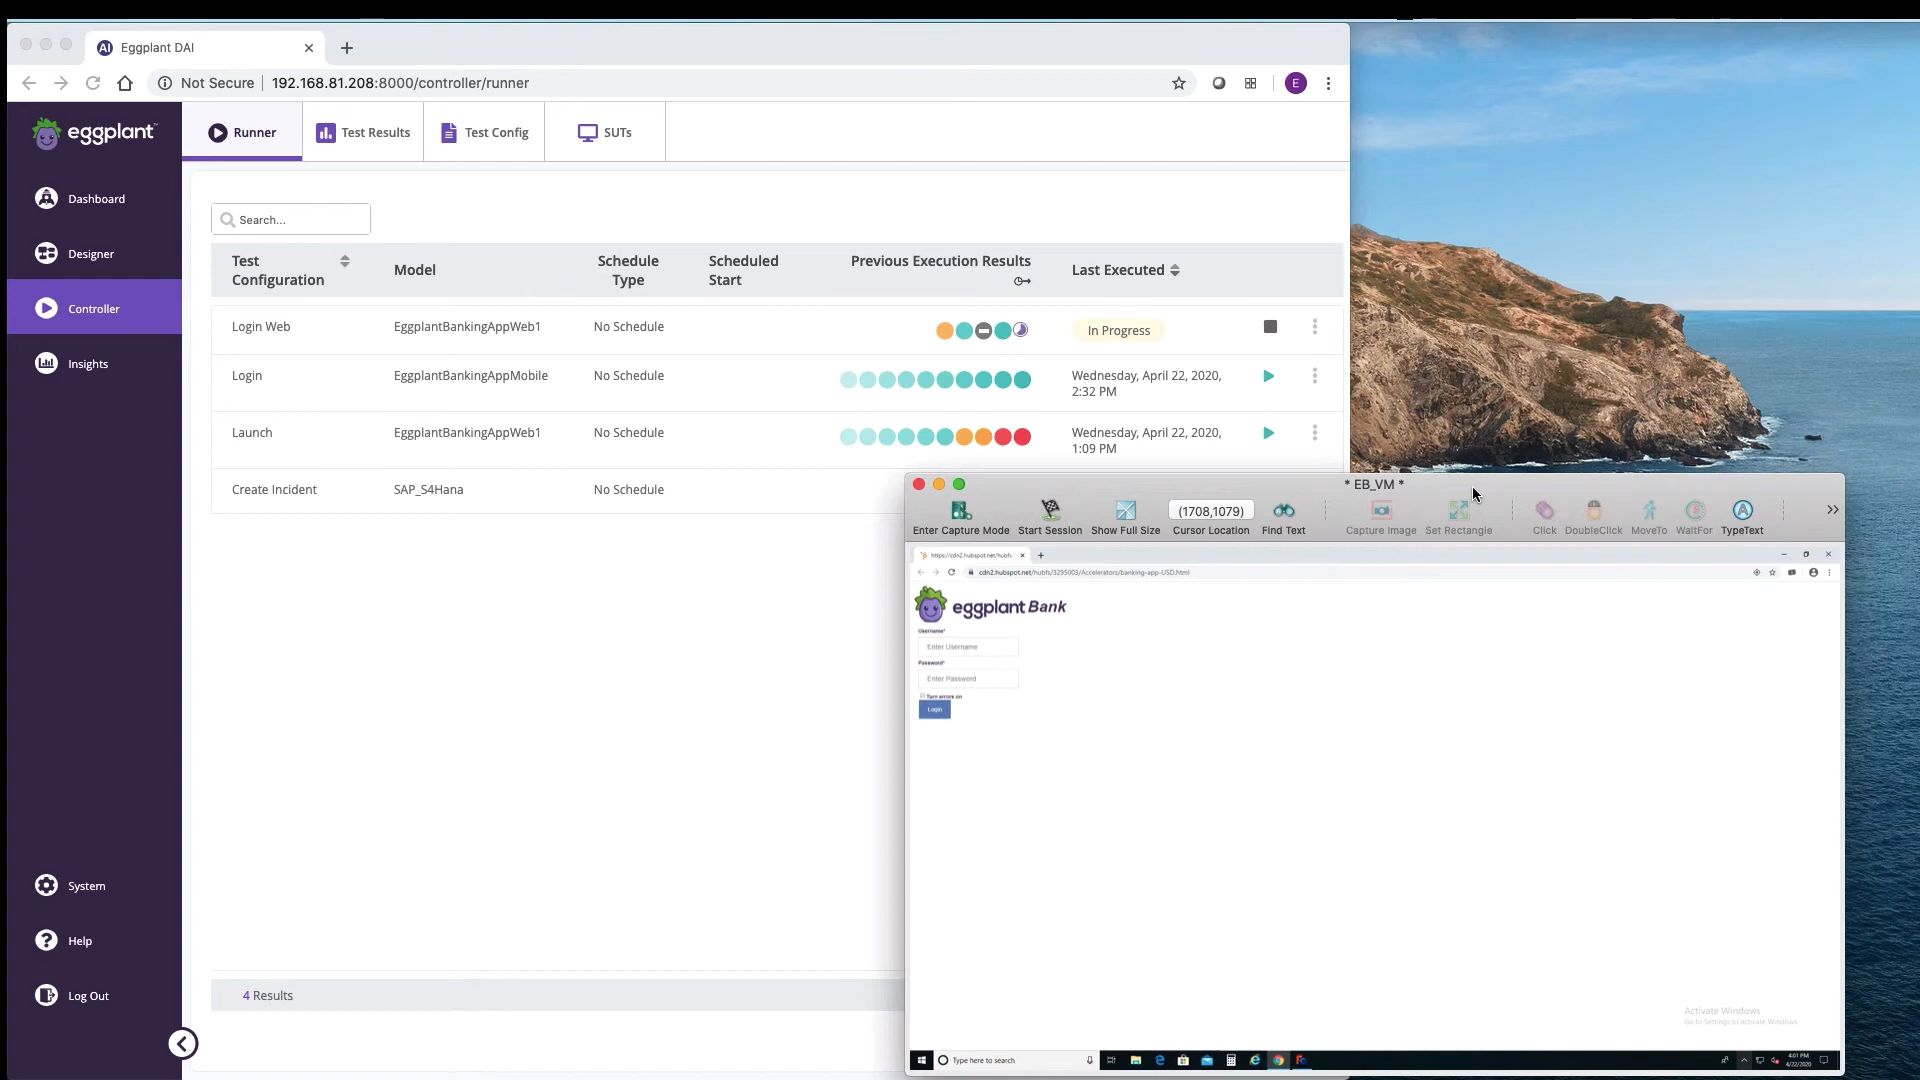 AI Eggplant DAI
Not Secure 192.168.81.208:8000/controller/runner
E
eggplant
Runner
Test Results
Test Config
SUTs
Dashboard
Designer
Controller
Insights
System
Help
Log Out
Search...
Test Configuration
Model
Schedule Type
Scheduled Start
Previous Execution Results
Last Executed
Login Web EggplantBankingAppWeb1 No Schedule In Progress
Login EggplantBankingAppMobile No Schedule Wednesday, April 22, 2020, 2:32 PM
Launch EggplantBankingAppWeb1 No Schedule Wednesday, April 22, 2020, 1:09 PM
Create Incident SAP_S4Hana No Schedule
4 Results
* EB_VM *
(1708,1079)
Enter Capture Mode Start Session Show Full Size Cursor Location Find Text Capture Image Set Rectangle Click DoubleClick MoveTo WaitFor TypeText
https://cdn2.hubspot.net/hubfs/
cdn2.hubspot.net/hubfs/3295003/Accelerators/banking-app-USD.html
eggplant Bank
Username*
Enter Username
Password*
Enter Password
Turn errors on
Login
Activate Windows
Go to Settings to activate Windows.
Type here to search
4:01 PM
4/22/2020